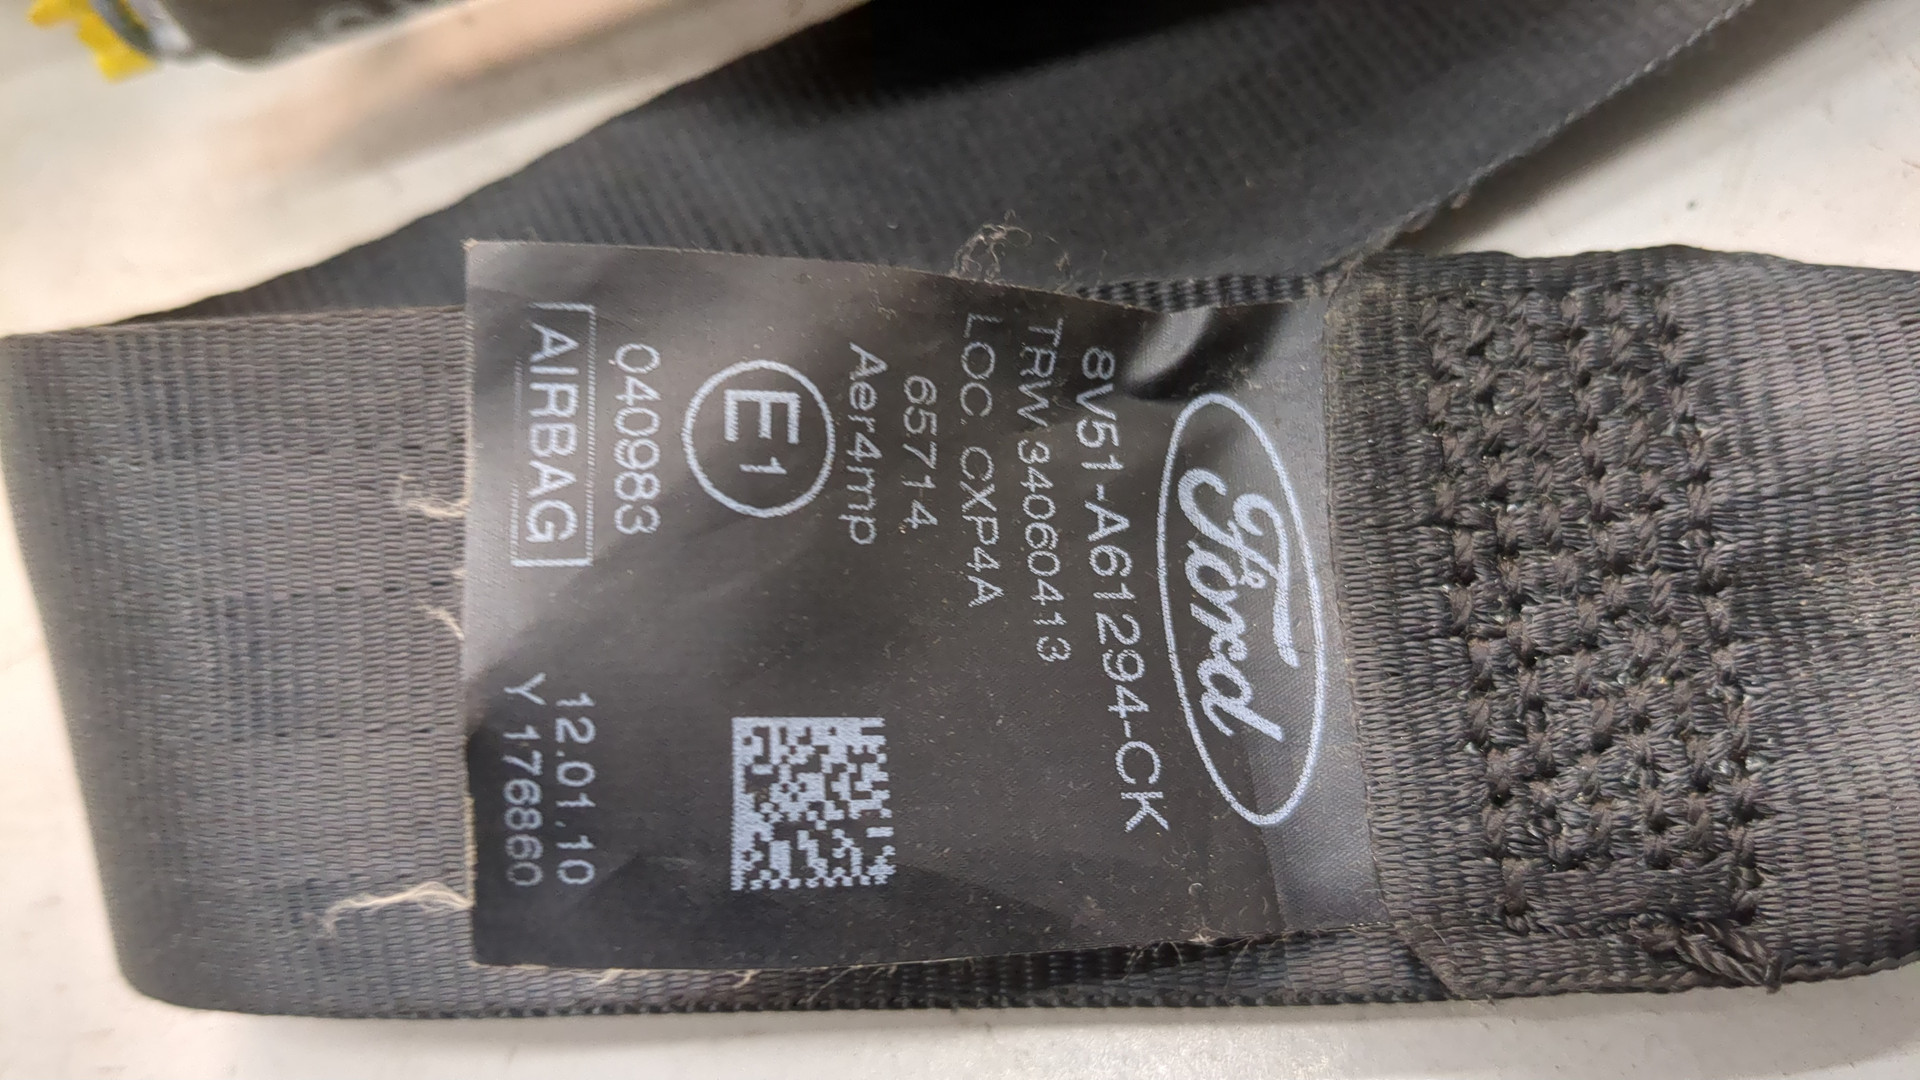 Ford
8V51-A61294-CK
TRW 34060413
LOC. CXP4A
65714
Aer4mp
E1
040983
AIRBAG
12.01.10
Y 176860